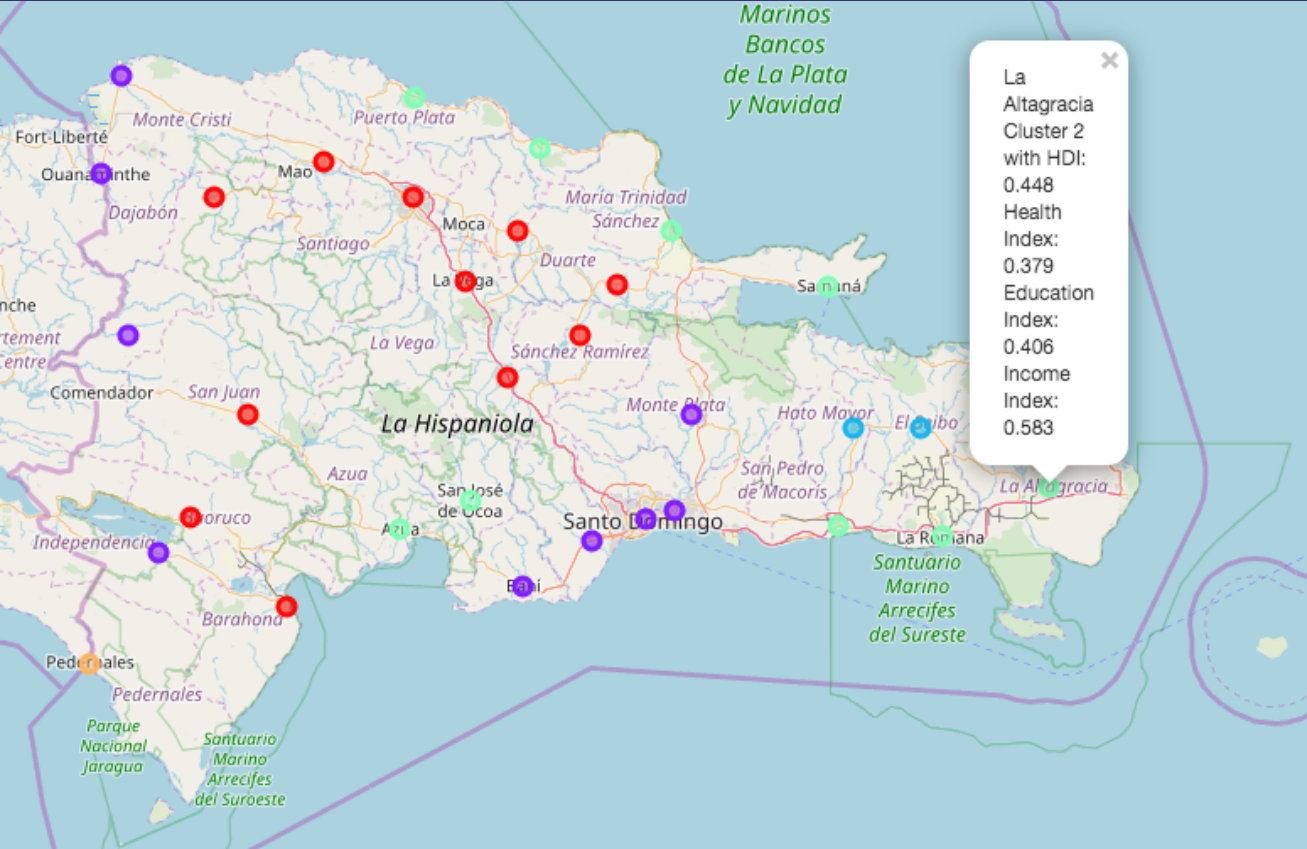 Marinos
Bancos
de La Plata
y Navidad
×
La
Altagracia
Cluster 2
with HDI:
0.448
Health
Index:
0.379
Education
Index:
0.406
Income
Index:
0.583
Monte Cristi
Puerto Plata
Fort-Liberté
Mao
Dajabón
María Trinidad
Sánchez
Moca
Santiago
Duarte
La Vega
nche
rtement
Centre
La Vega
Sánchez Ramírez
Samaná
Comendador
San Juan
Monte Plata
Hato Mayor
La Hispaniola
Azua
San José
de Ocoa
San Pedro
de Macoris
La Altagracia
Independencia
Azua
Santo Domingo
La Romana
Baní
Santuario
Marino
Arrecifes
del Sureste
Barahona
Pedernales
Pedernales
Parque
Nacional
Jaragua
Santuario
Marino
Arrecifes
del Suroeste